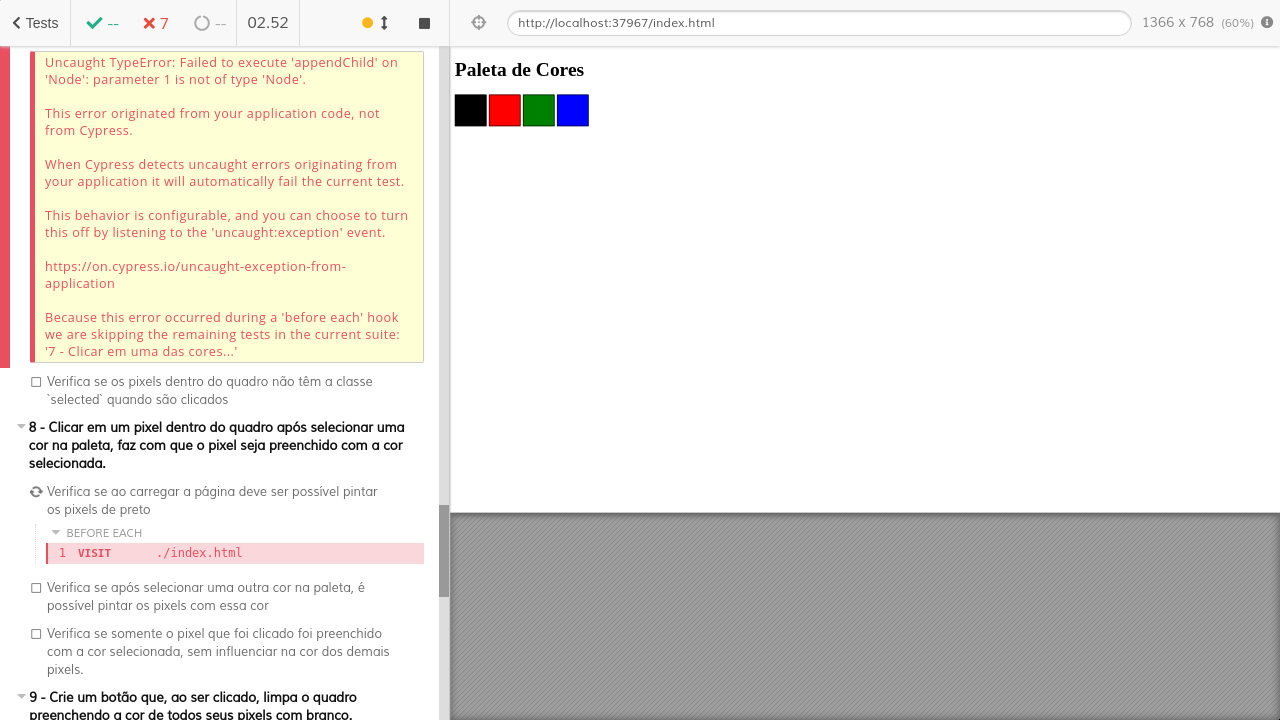 Tests
--
7
--
02.52
http://localhost:37967/index.html
1366 x 768 (60%)
Uncaught TypeError: Failed to execute 'appendChild' on
'Node': parameter 1 is not of type 'Node'.
This error originated from your application code, not
from Cypress.
When Cypress detects uncaught errors originating from
your application it will automatically fail the current test.
This behavior is configurable, and you can choose to turn
this off by listening to the 'uncaught:exception' event.
https://on.cypress.io/uncaught-exception-from-
application
Because this error occurred during a 'before each' hook
we are skipping the remaining tests in the current suite:
'7 - Clicar em uma das cores...'
Verifica se os pixels dentro do quadro não têm a classe
`selected` quando são clicados
8 - Clicar em um pixel dentro do quadro após selecionar uma
cor na paleta, faz com que o pixel seja preenchido com a cor
selecionada.
Verifica se ao carregar a página deve ser possível pintar
os pixels de preto
BEFORE EACH
1 VISIT ./index.html
Verifica se após selecionar uma outra cor na paleta, é
possível pintar os pixels com essa cor
Verifica se somente o pixel que foi clicado foi preenchido
com a cor selecionada, sem influenciar na cor dos demais
pixels.
9 - Crie um botão que, ao ser clicado, limpa o quadro
preenchendo a cor de todos seus pixels com branco.
Paleta de Cores